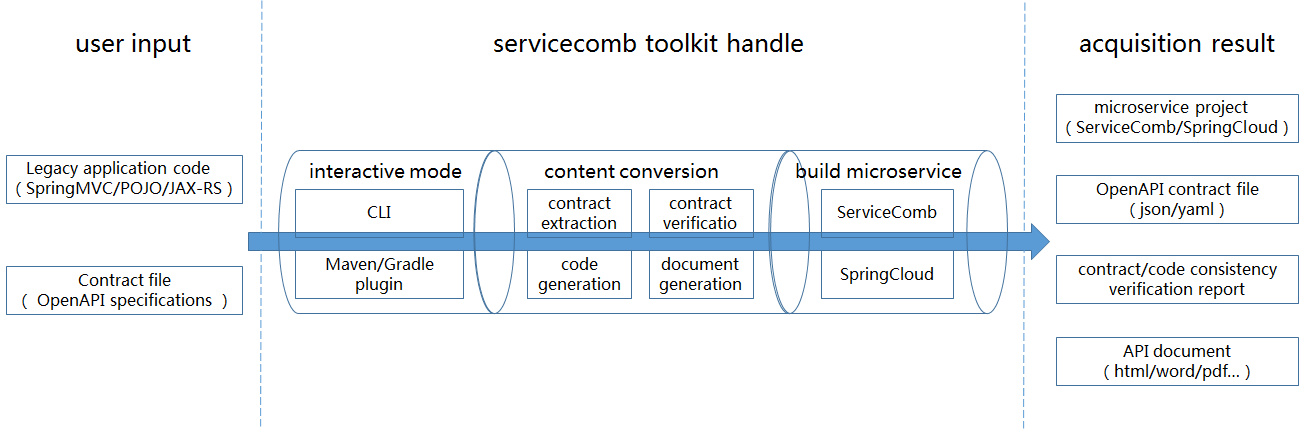 user input
servicecomb toolkit handle
acquisition result
Legacy application code
( SpringMVC/POJO/JAX-RS )
Contract file
( OpenAPI specifications )
interactive mode
CLI
Maven/Gradle
plugin
content conversion
contract
extraction
contract
verificatio
code
generation
document
generation
build microservice
ServiceComb
SpringCloud
microservice project
( ServiceComb/SpringCloud )
OpenAPI contract file
( json/yaml )
contract/code consistency
verification report
API document
( html/word/pdf... )